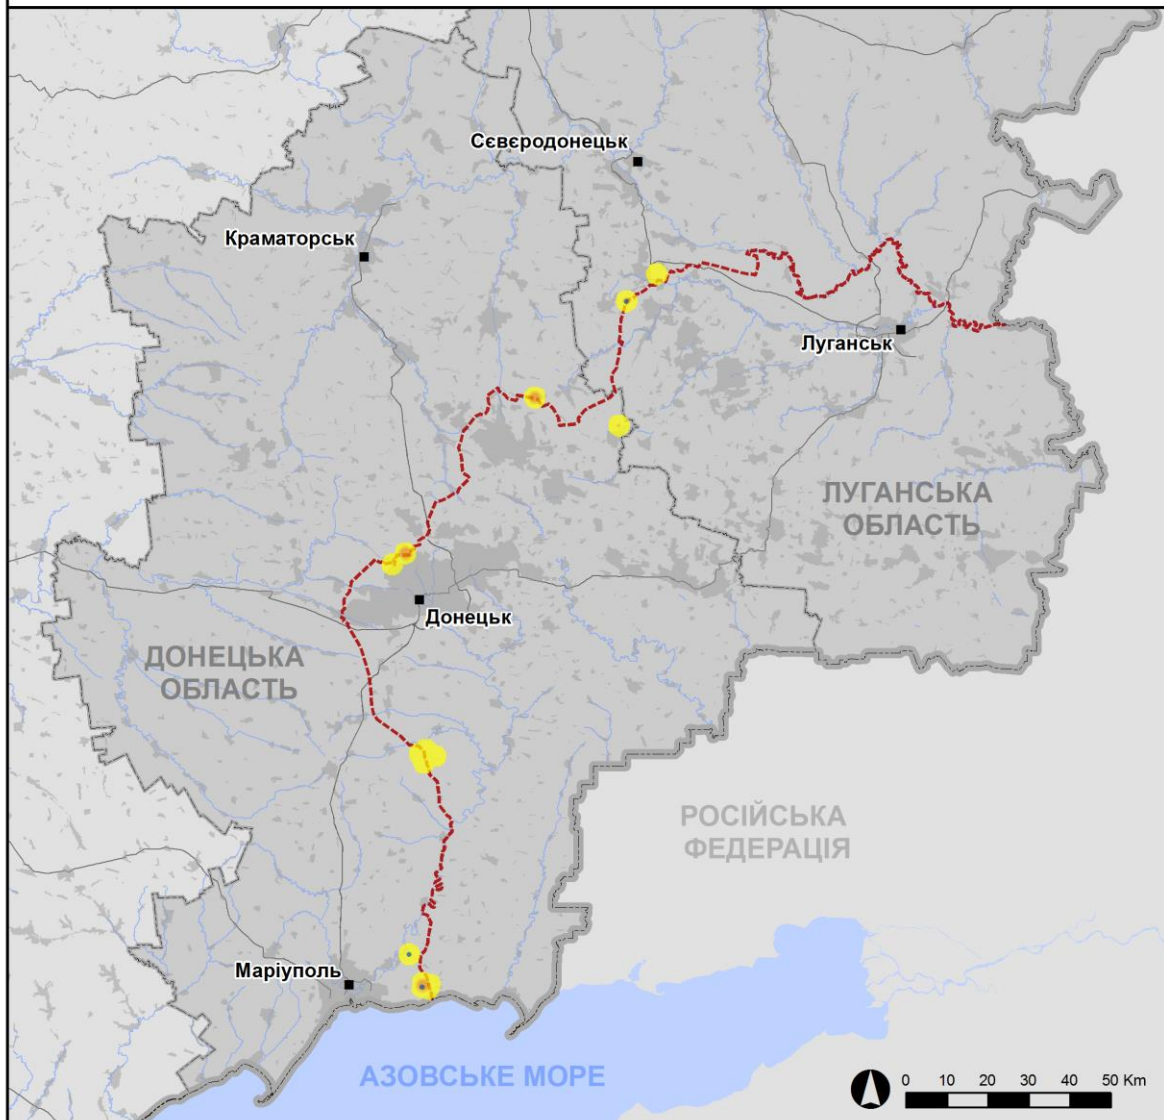 Сєвєродонецьк
Краматорськ
Луганськ
ЛУГАНСЬКА
ОБЛАСТЬ
Донецьк
ДОНЕЦЬКА
ОБЛАСТЬ
РОСІЙСЬКА
ФЕДЕРАЦІЯ
Маріуполь
АЗОВСЬКЕ МОРЕ
0 10 20 30 40 50 Km